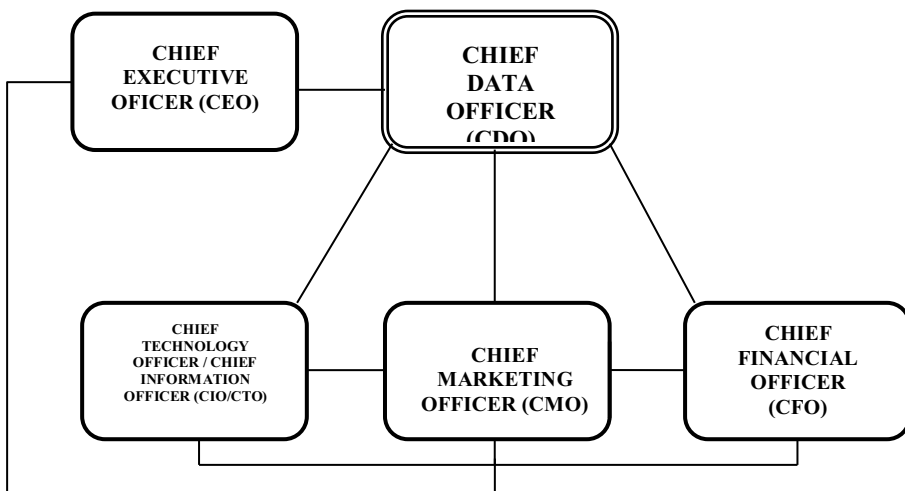 CHIEF
EXECUTIVE
OFICER (CEO)
CHIEF
DATA
OFFICER
(CDO)
CHIEF
TECHNOLOGY
OFFICER / CHIEF
INFORMATION
OFFICER (CIO/CTO)
CHIEF
MARKETING
OFFICER (CMO)
CHIEF
FINANCIAL
OFFICER
(CFO)